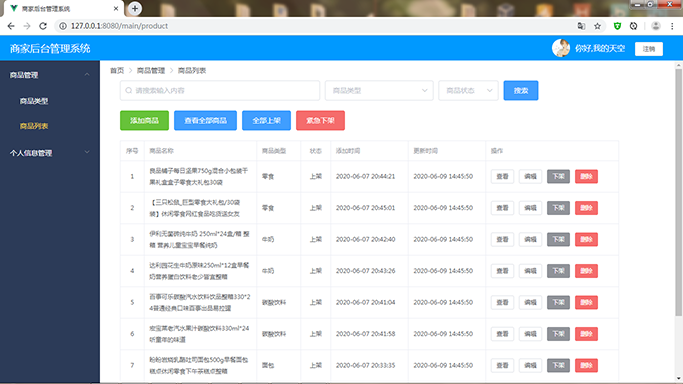 商家后台管理系统
127.0.0.1:8080/main/product
商家后台管理系统
你好,我的天空
注销
商品管理
商品类型
商品列表
个人信息管理
首页 > 商品管理 > 商品列表
请搜索输入内容
商品类型
商品状态
搜索
添加商品
查看全部商品
全部上架
紧急下架
序号 商品名称 商品类型 状态 添加时间 更新时间 操作
1 良品铺子每日坚果750g混合小包装干果礼盒盒子零食大礼包30袋 零食 上架 2020-06-07 20:44:21 2020-06-09 14:45:50 查看 编辑 下架 删除
2 【三只松鼠_巨型零食大礼包/30袋装】休闲零食网红食品吃货送女友 零食 上架 2020-06-07 20:45:01 2020-06-09 14:45:50 查看 编辑 下架 删除
3 伊利无菌砖纯牛奶 250ml*24盒/箱 整箱 营养儿童宝宝早餐纯奶 牛奶 上架 2020-06-07 20:42:40 2020-06-09 14:45:50 查看 编辑 下架 删除
4 达利园花生牛奶原味250ml*12盒早餐奶营养蛋白饮料老少皆宜整箱 牛奶 上架 2020-06-07 20:43:26 2020-06-09 14:45:50 查看 编辑 下架 删除
5 百事可乐碳酸汽水饮料饮品整箱330*24普通经典口味百事出品易拉罐 碳酸饮料 上架 2020-06-07 20:41:04 2020-06-09 14:45:50 查看 编辑 下架 删除
6 老汽水果汁碳酸饮料330ml*24听童年的味道 碳酸饮料 上架 2020-06-07 20:41:58 2020-06-09 14:45:50 查看 编辑 下架 删除
7 岩烧乳酪吐司面包500g早餐面包糕点休闲零食下午茶糕点整箱 面包 上架 2020-06-07 20:33:35 2020-06-09 14:45:50 查看 编辑 下架 删除